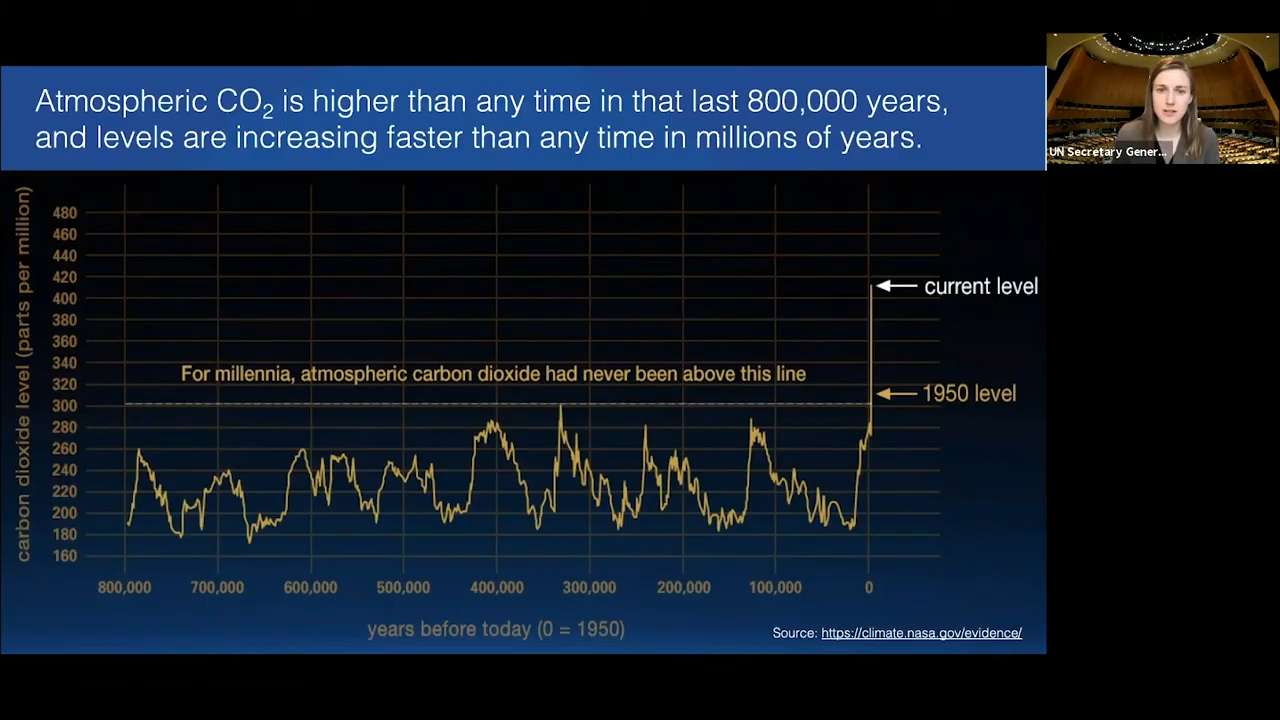 Atmospheric CO₂ is higher than any time in that last 800,000 years,
and levels are increasing faster than any time in millions of years.
UN Secretary Gener...
carbon dioxide level (parts per million)
480
460
440
420
400
380
360
340
320
300
280
260
240
220
200
180
160
current level
For millennia, atmospheric carbon dioxide had never been above this line
1950 level
800,000 700,000 600,000 500,000 400,000 300,000 200,000 100,000 0
years before today (0 = 1950)
Source: https://climate.nasa.gov/evidence/